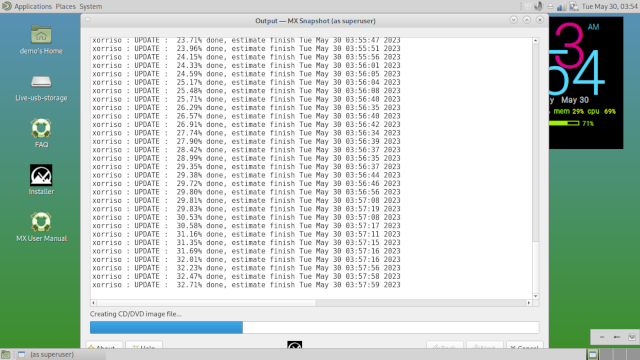 Applications Places System
Tue May 30, 03:54
Output — MX Snapshot (as superuser)
demo's Home
Live-usb-storage
FAQ
Installer
MX User Manual
xorriso : UPDATE :  23.71% done, estimate finish Tue May 30 03:55:47 2023
xorriso : UPDATE :  23.96% done, estimate finish Tue May 30 03:55:51 2023
xorriso : UPDATE :  24.15% done, estimate finish Tue May 30 03:55:56 2023
xorriso : UPDATE :  24.33% done, estimate finish Tue May 30 03:56:01 2023
xorriso : UPDATE :  24.59% done, estimate finish Tue May 30 03:56:05 2023
xorriso : UPDATE :  25.17% done, estimate finish Tue May 30 03:56:04 2023
xorriso : UPDATE :  25.48% done, estimate finish Tue May 30 03:56:08 2023
xorriso : UPDATE :  25.71% done, estimate finish Tue May 30 03:56:40 2023
xorriso : UPDATE :  26.29% done, estimate finish Tue May 30 03:56:35 2023
xorriso : UPDATE :  26.57% done, estimate finish Tue May 30 03:56:40 2023
xorriso : UPDATE :  26.91% done, estimate finish Tue May 30 03:56:42 2023
xorriso : UPDATE :  27.74% done, estimate finish Tue May 30 03:56:34 2023
xorriso : UPDATE :  27.90% done, estimate finish Tue May 30 03:56:39 2023
xorriso : UPDATE :  28.42% done, estimate finish Tue May 30 03:56:37 2023
xorriso : UPDATE :  28.99% done, estimate finish Tue May 30 03:56:35 2023
xorriso : UPDATE :  29.35% done, estimate finish Tue May 30 03:56:37 2023
xorriso : UPDATE :  29.38% done, estimate finish Tue May 30 03:56:44 2023
xorriso : UPDATE :  29.72% done, estimate finish Tue May 30 03:56:46 2023
xorriso : UPDATE :  29.80% done, estimate finish Tue May 30 03:56:56 2023
xorriso : UPDATE :  29.81% done, estimate finish Tue May 30 03:57:08 2023
xorriso : UPDATE :  29.83% done, estimate finish Tue May 30 03:57:19 2023
xorriso : UPDATE :  30.53% done, estimate finish Tue May 30 03:57:08 2023
xorriso : UPDATE :  30.58% done, estimate finish Tue May 30 03:57:17 2023
xorriso : UPDATE :  31.16% done, estimate finish Tue May 30 03:57:11 2023
xorriso : UPDATE :  31.35% done, estimate finish Tue May 30 03:57:15 2023
xorriso : UPDATE :  31.69% done, estimate finish Tue May 30 03:57:16 2023
xorriso : UPDATE :  32.01% done, estimate finish Tue May 30 03:57:16 2023
xorriso : UPDATE :  32.23% done, estimate finish Tue May 30 03:57:56 2023
xorriso : UPDATE :  32.47% done, estimate finish Tue May 30 03:57:58 2023
xorriso : UPDATE :  32.71% done, estimate finish Tue May 30 03:57:59 2023
Creating CD/DVD image file...
About
Help
Back
Next
Cancel
3 AM
54
May 30
mem 29% cpu 69%
71%
(as superuser)